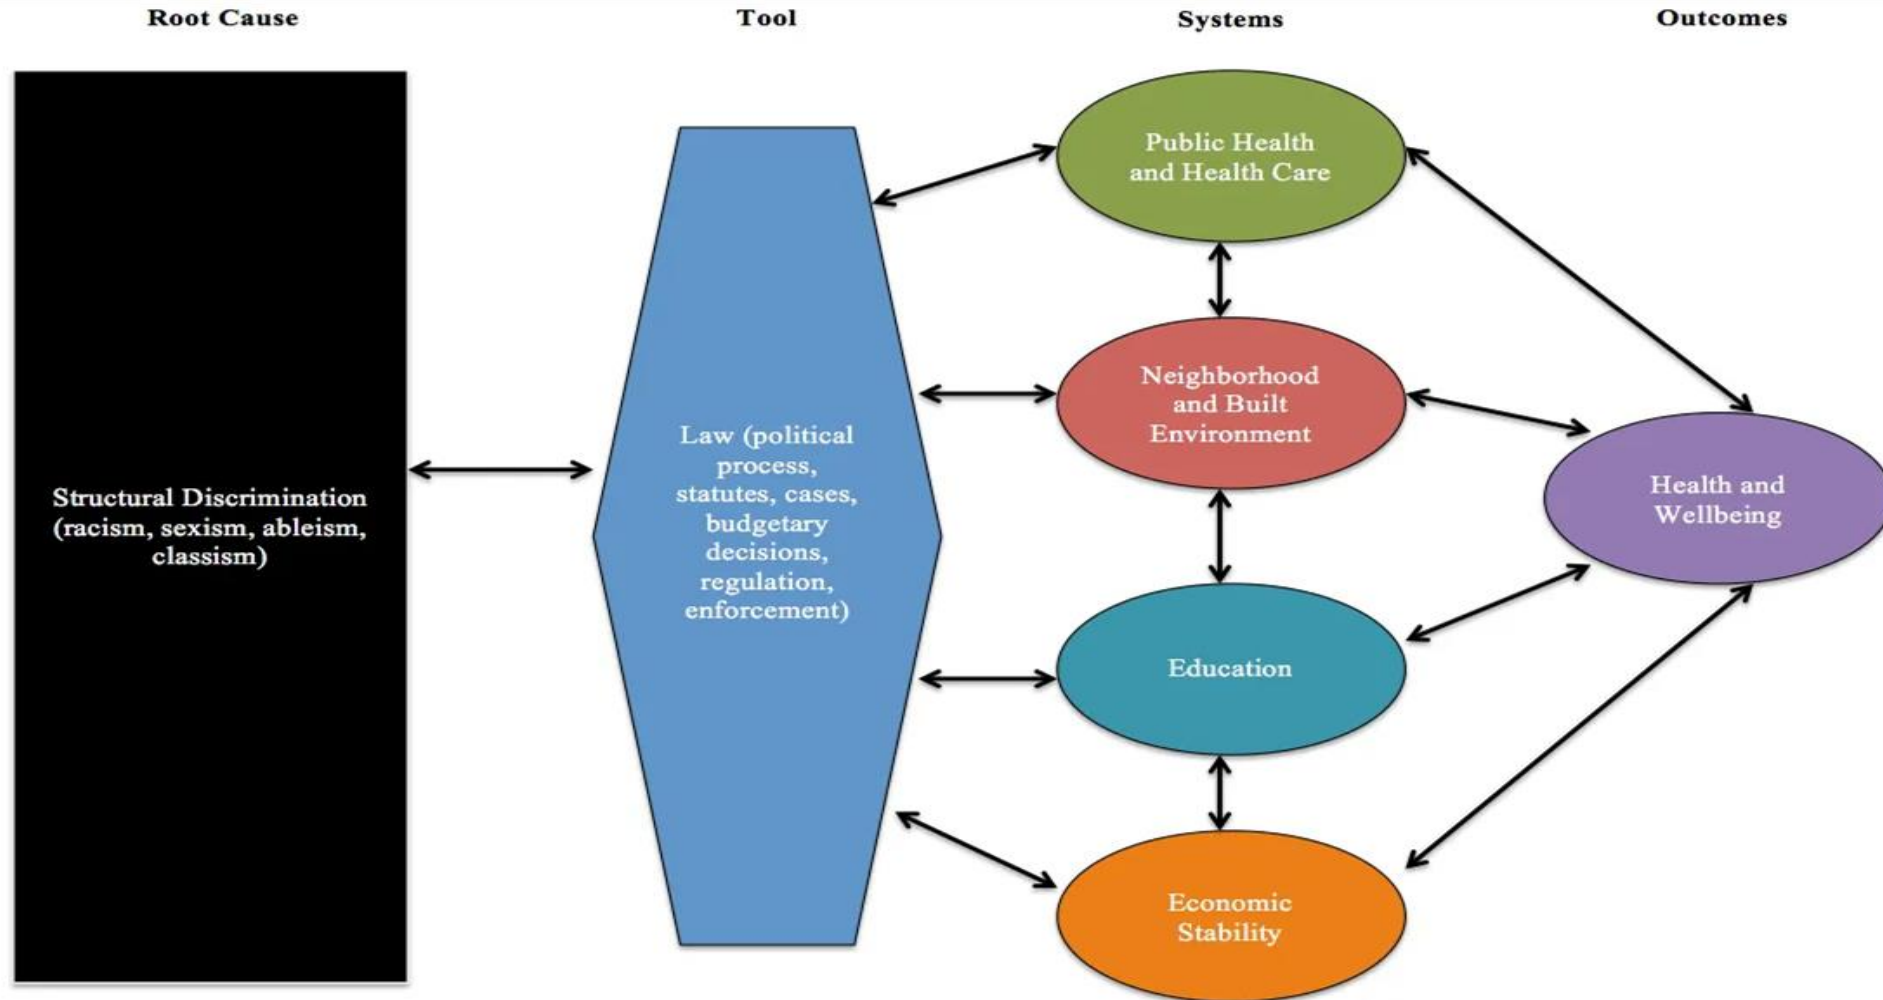 Root Cause
Tool
Systems
Outcomes
Structural Discrimination
(racism, sexism, ableism,
classism)
Law (political
process,
statutes, cases,
budgetary
decisions,
regulation,
enforcement)
Public Health
and Health Care
Neighborhood
and Built
Environment
Education
Economic
Stability
Health and
Wellbeing